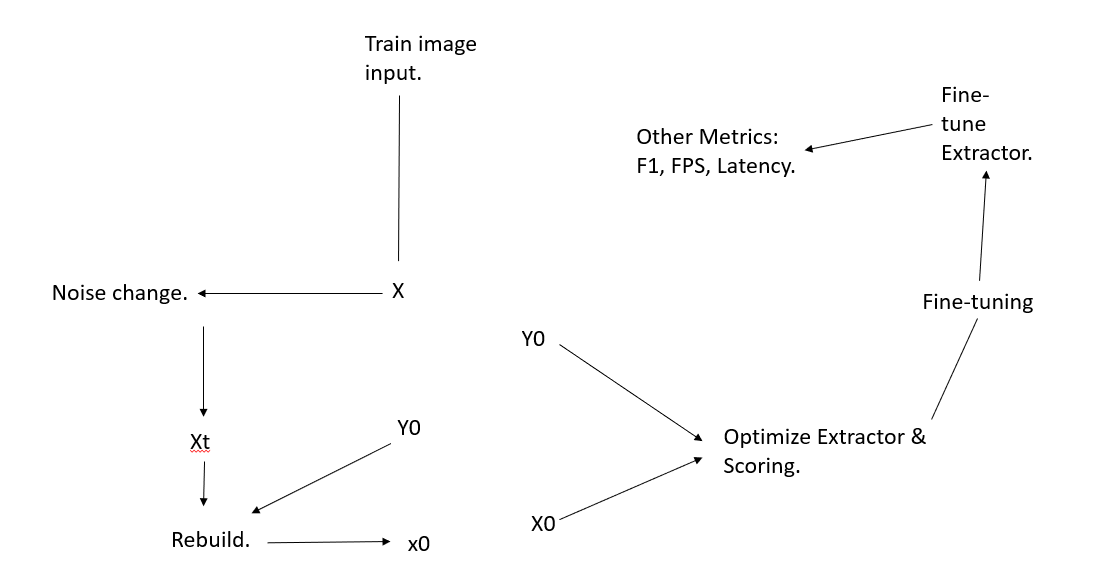 Train image
input.
X
Noise change.
Xt
Y0
Rebuild.
x0
Y0
X0
Optimize Extractor &
Scoring.
Fine-tuning
Fine-
tune
Extractor.
Other Metrics:
F1, FPS, Latency.